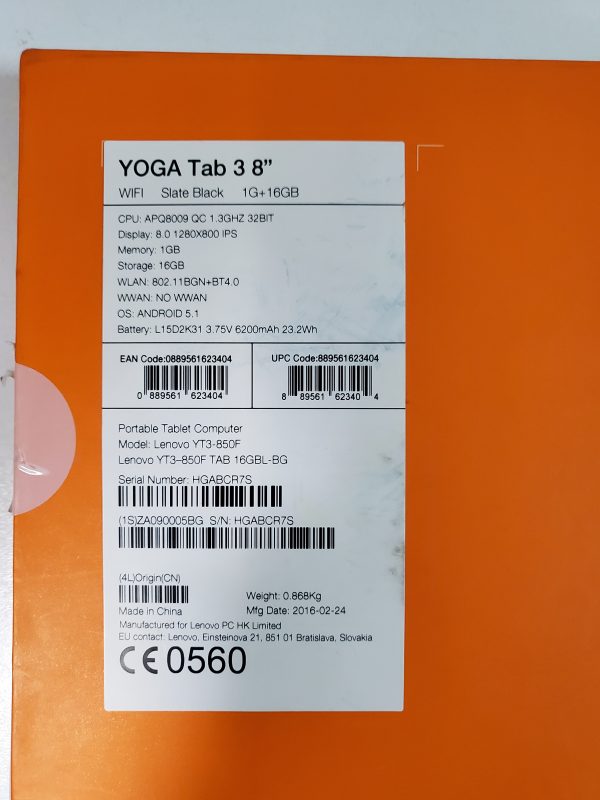 YOGA Tab 3 8”
WIFI Slate Black 1G+16GB
CPU: APQ8009 QC 1.3GHZ 32BIT
Display: 8.0 1280X800 IPS
Memory: 1GB
Storage: 16GB
WLAN: 802.11BGN+BT4.0
WWAN: NO WWAN
OS: ANDROID 5.1
Battery: L15D2K31 3.75V 6200mAh 23.2Wh
EAN Code:0889561623404
0 889561 623404
UPC Code:889561623404
8 89561 62340 4
Portable Tablet Computer
Model: Lenovo YT3-850F
Lenovo YT3–850F TAB 16GBL-BG
Serial Number: HGABCR7S
(1S)ZA090005BG S/N: HGABCR7S
(4L)Origin(CN)
Weight: 0.868Kg
Made in China
Mfg Date: 2016-02-24
Manufactured for Lenovo PC HK Limited
EU contact: Lenovo, Einsteinova 21, 851 01 Bratislava, Slovakia
CE0560